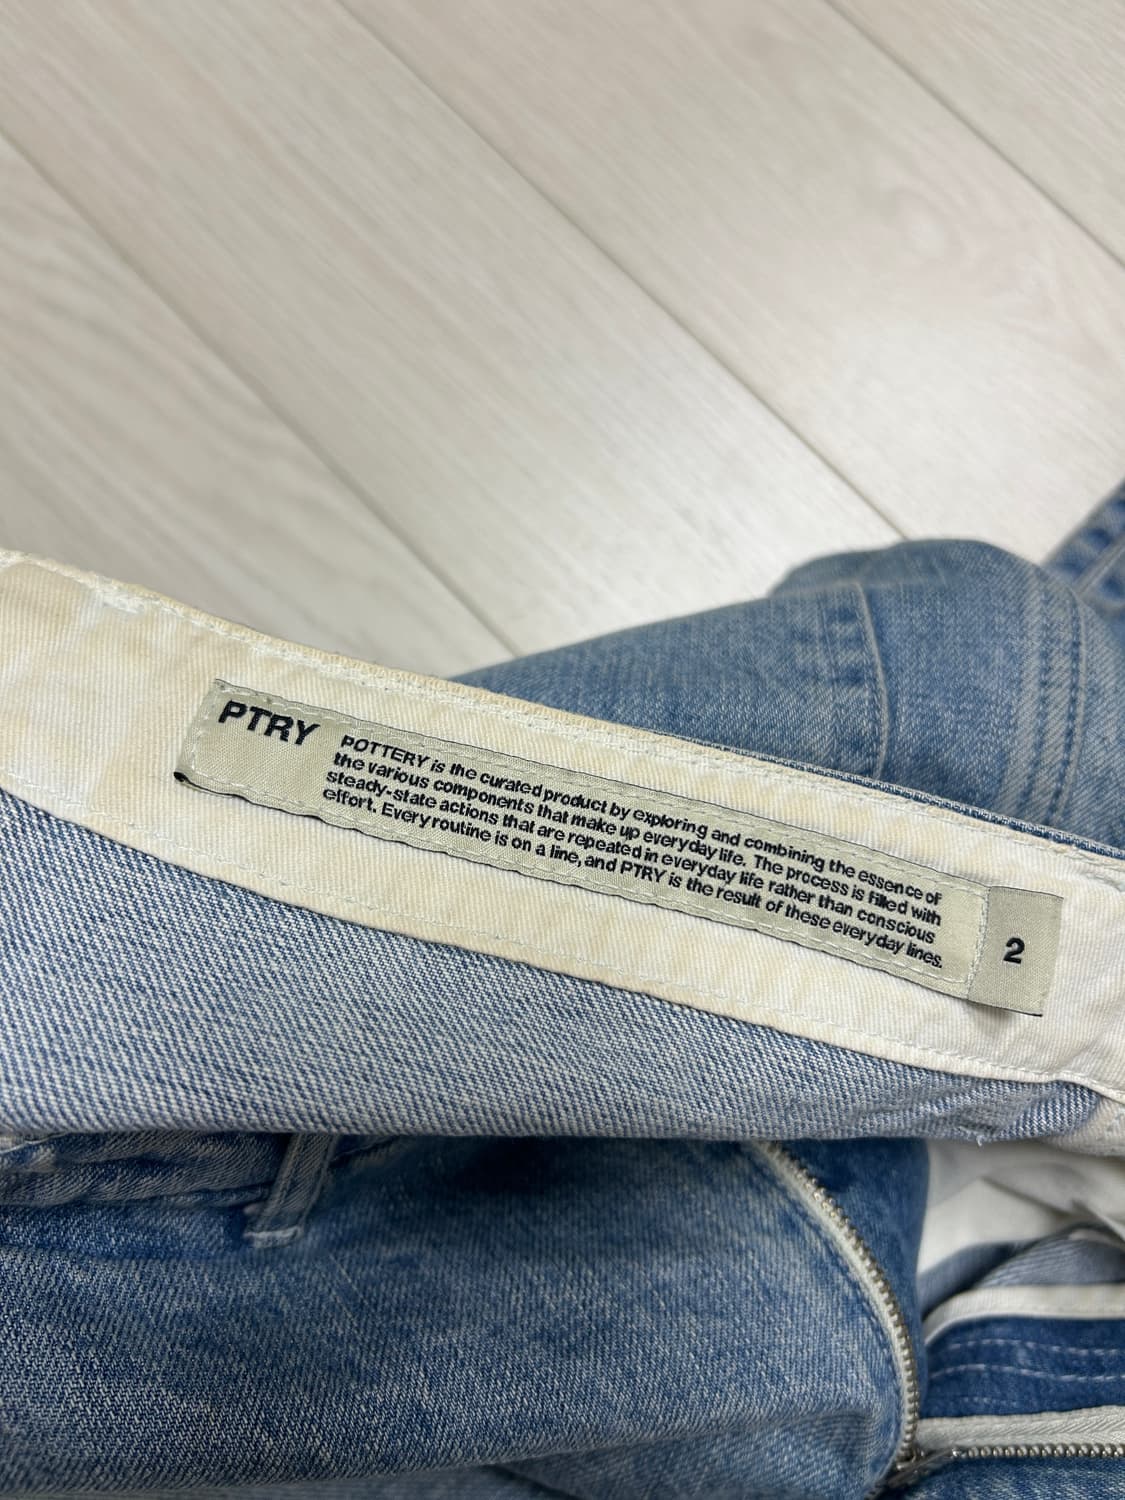 PTRY
POTTERY is the curated product by exploring and combining the essence of
the various components that make up everyday life. The process is filled with
steady-state actions that are repeated in everyday life rather than conscious
effort. Every routine is on a line, and PTRY is the result of these everyday lines.
2